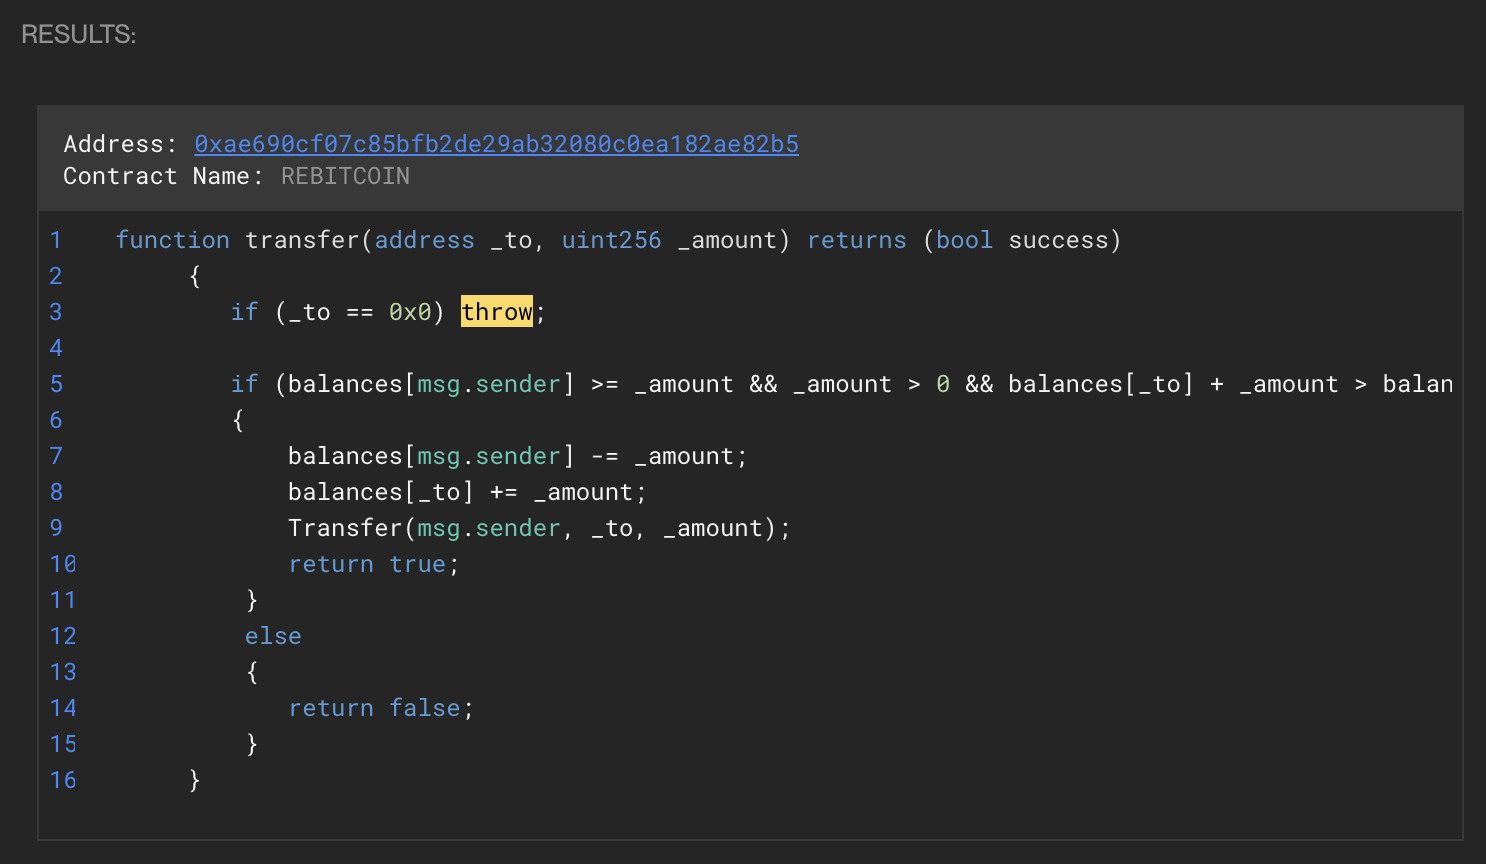 RESULTS:
Address: 0xae690cf07c85bfb2de29ab32080c0ea182ae82b5
Contract Name: REBITCOIN
1 function transfer(address _to, uint256 _amount) returns (bool success)
2 {
3 if (_to == 0x0) throw;
4
5 if (balances[msg.sender] >= _amount && _amount > 0 && balances[_to] + _amount > balan
6 {
7 balances[msg.sender] -= _amount;
8 balances[_to] += _amount;
9 Transfer(msg.sender, _to, _amount);
10 return true;
11 }
12 else
13 {
14 return false;
15 }
16 }